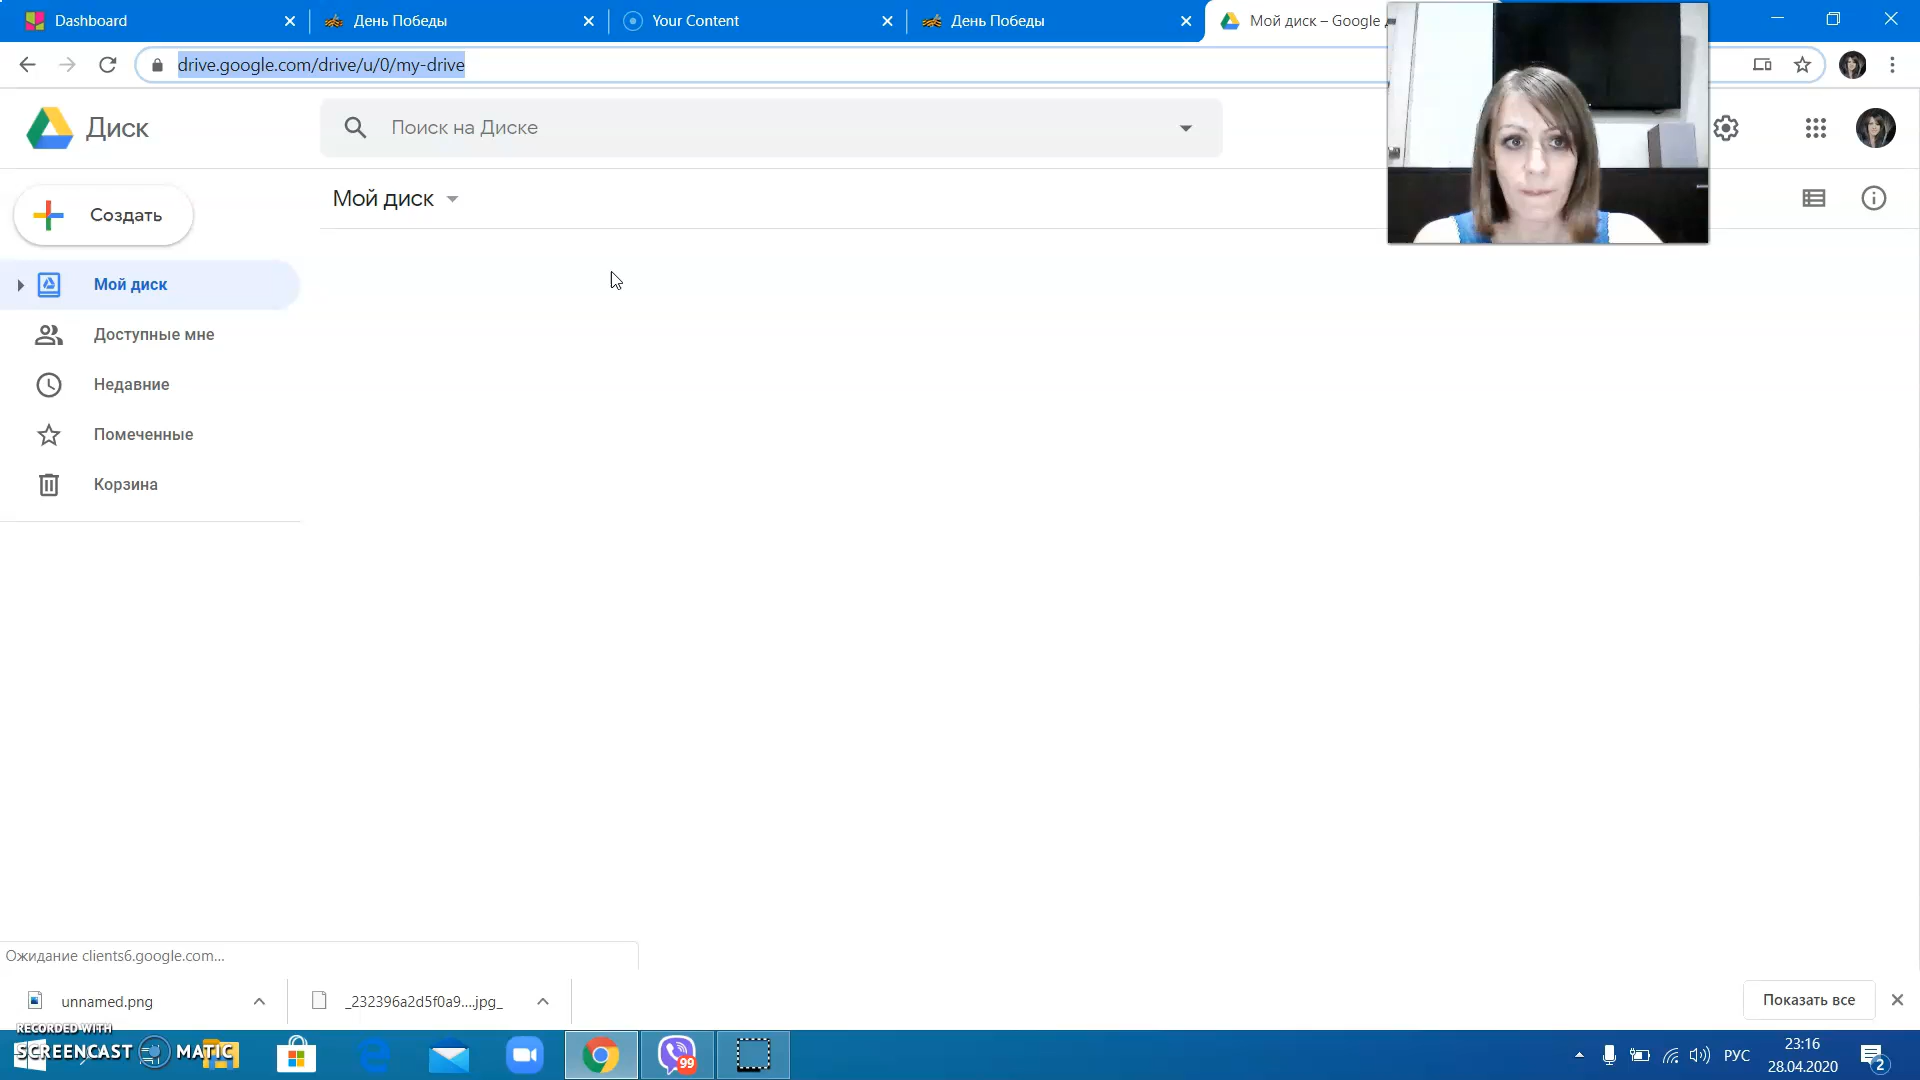 Dashboard
День Победы
Your Content
День Победы
Мой диск – Google
drive.google.com/drive/u/0/my-drive
Диск
Поиск на Диске
Создать
Мой диск
Мой диск
Доступные мне
Недавние
Помеченные
Корзина
Ожидание clients6.google.com...
unnamed.png
_232396a2d5f0a9....jpg_
Показать все
RECORDED WITH
SCREENCAST MATIC
99
РУС
23:16
28.04.2020
2